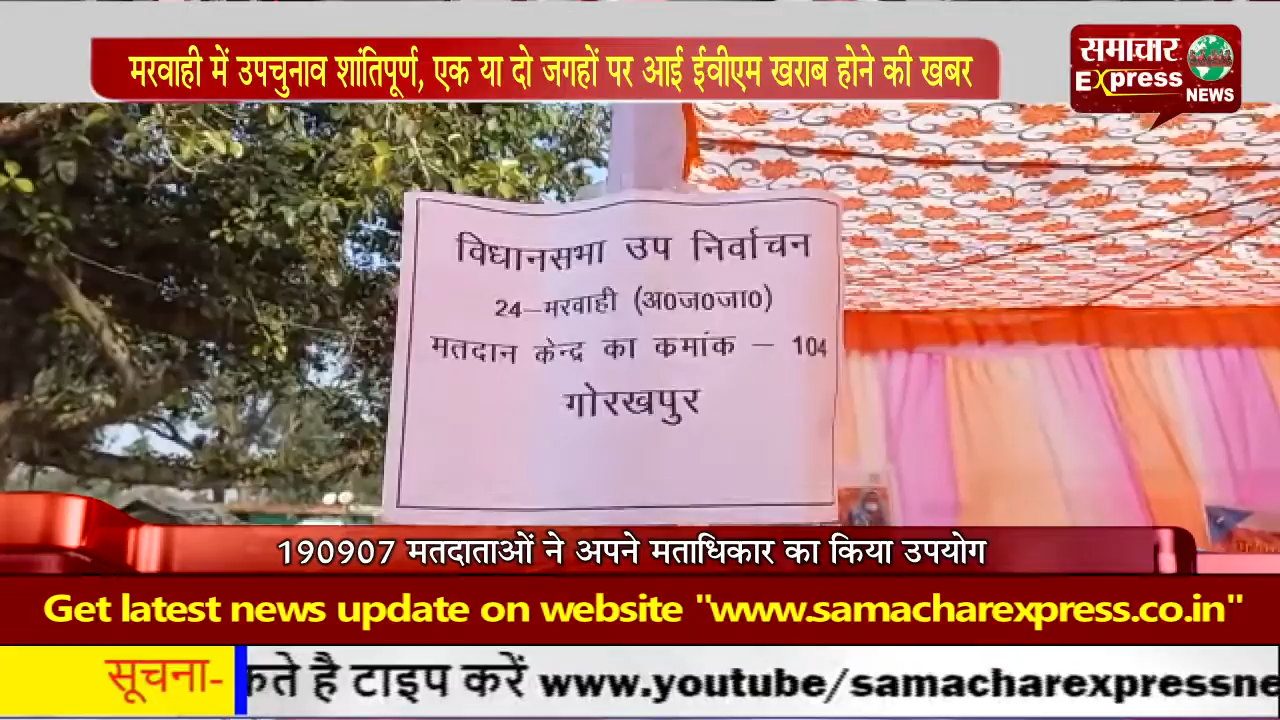 मरवाही में उपचुनाव शांतिपूर्ण, एक या दो जगहों पर आई ईवीएम खराब होने की खबर
समाचार
Express
NEWS
विधानसभा उप निर्वाचन
24-मरवाही (अ0ज0जा0)
मतदान केन्द्र का कमांक - 104
गोरखपुर
190907 मतदाताओं ने अपने मताधिकार का किया उपयोग
Get latest news update on website "www.samacharexpress.co.in"
सूचना- कते है टाइप करें www.youtube/samacharexpressne